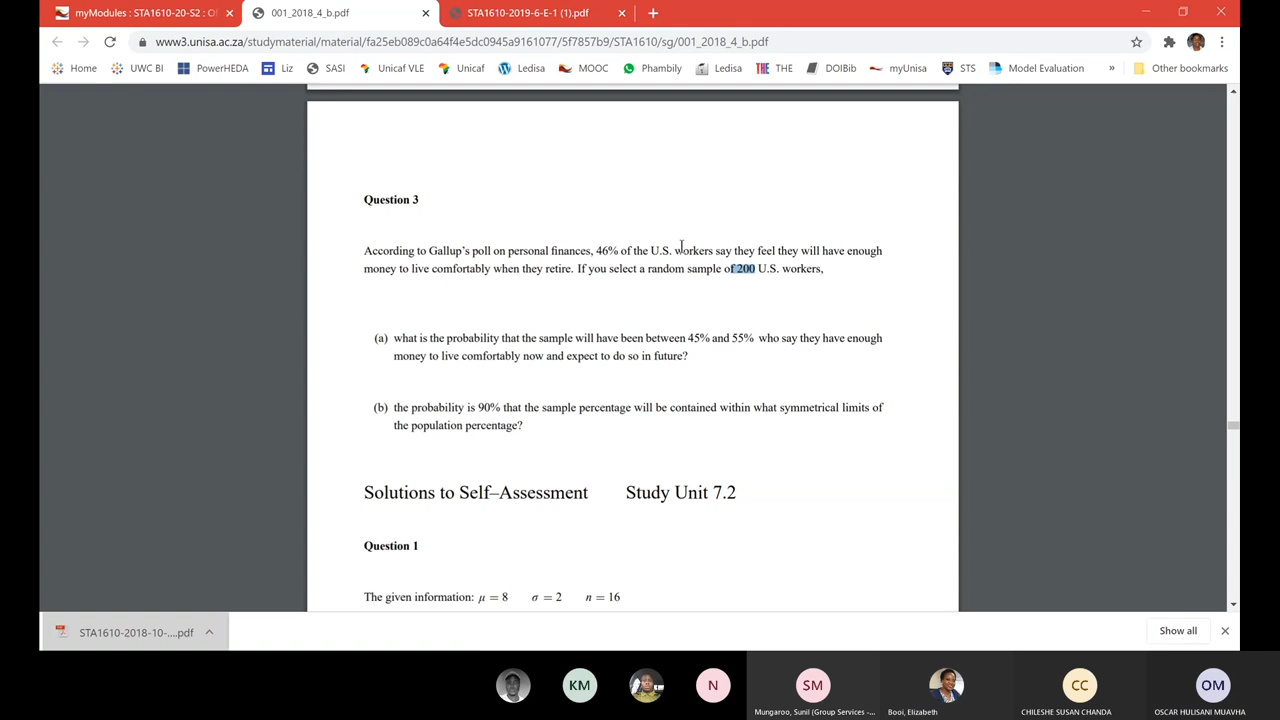 myModules : STA1610-20-S2 : Of
001_2018_4_b.pdf
STA1610-2019-6-E-1 (1).pdf
www3.unisa.ac.za/studymaterial/material/fa25eb089c0a64f4e5dc0945a9161077/5f7857b9/STA1610/sg/001_2018_4_b.pdf
Home
UWC BI
PowerHEDA
Liz
SASI
Unicaf VLE
Unicaf
Ledisa
MOOC
Phambily
Ledisa
THE THE
DOIBib
myUnisa
STS
Model Evaluation
»
Other bookmarks
Question 3
According to Gallup's poll on personal finances, 46% of the U.S. workers say they feel they will have enough
money to live comfortably when they retire. If you select a random sample of 200 U.S. workers,
(a) what is the probability that the sample will have been between 45% and 55% who say they have enough
money to live comfortably now and expect to do so in future?
(b) the probability is 90% that the sample percentage will be contained within what symmetrical limits of
the population percentage?
Solutions to Self–Assessment Study Unit 7.2
Question 1
The given information: μ = 8 σ = 2 n = 16
STA1610-2018-10-....pdf
Show all
KM
N
SM
CC
OM
Mungaroo, Sunil (Group Services -...
Booi, Elizabeth
CHILESHE SUSAN CHANDA
OSCAR HULISANI MUAVHA